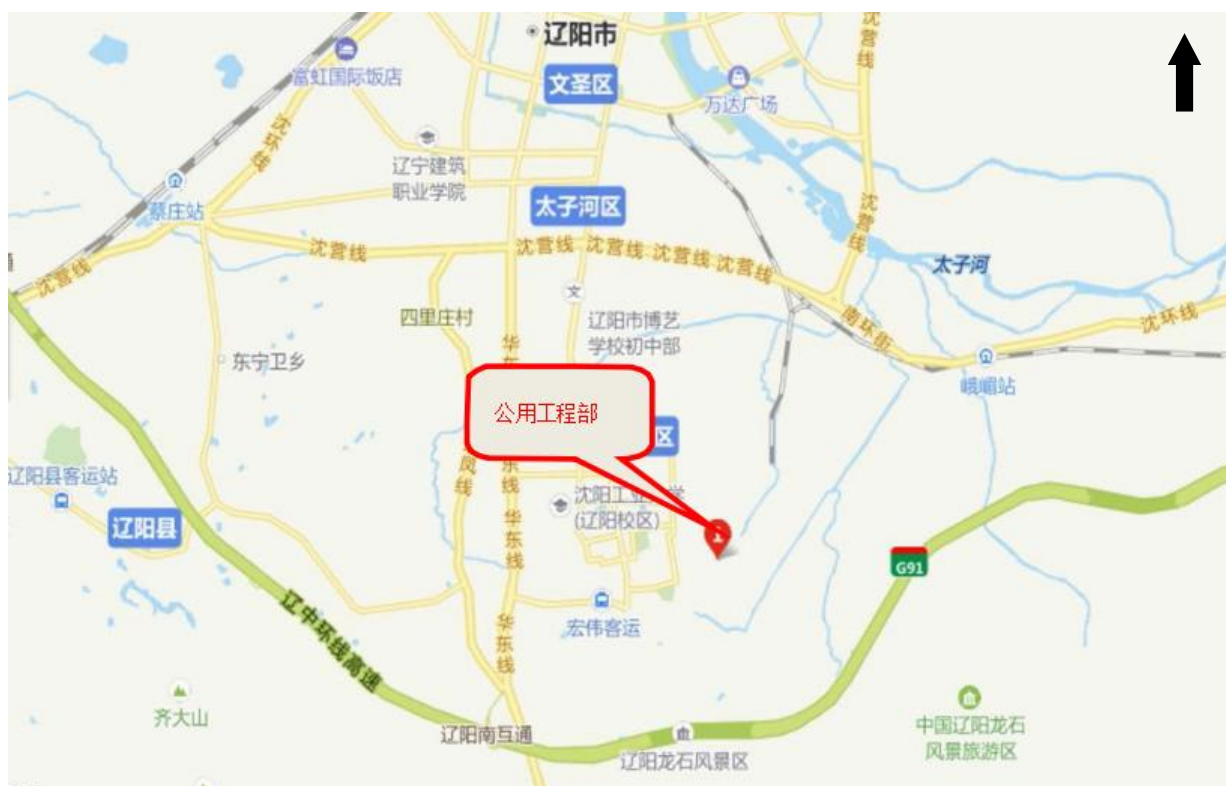 辽阳市
文圣区
沈营线
富虹国际饭店
万达广场
沈环线
辽宁建筑
职业学院
蔡庄站
太子河区
沈营线
沈营线
沈营线
沈营线
沈营线
沈营线
沈营线
太子河
四里庄村
辽阳市博艺
学校初中部
南环街
沈环线
东宁卫乡
华东
峨嵋站
公用工程部
区
凤线
东线
辽阳县客运站
沈阳工业
学
(辽阳校区)
辽阳县
华东线
1
G91
辽中环线高速
宏伟客运
华东线
齐大山
辽阳南互通
辽阳龙石风景区
中国辽阳龙石
风景旅游区